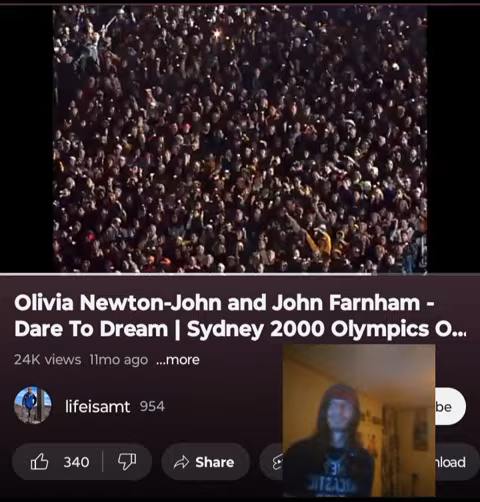 Olivia Newton-John and John Farnham -
Dare To Dream | Sydney 2000 Olympics O...
24K views 11mo ago ...more
lifeisamt 954
be
340 Share nload